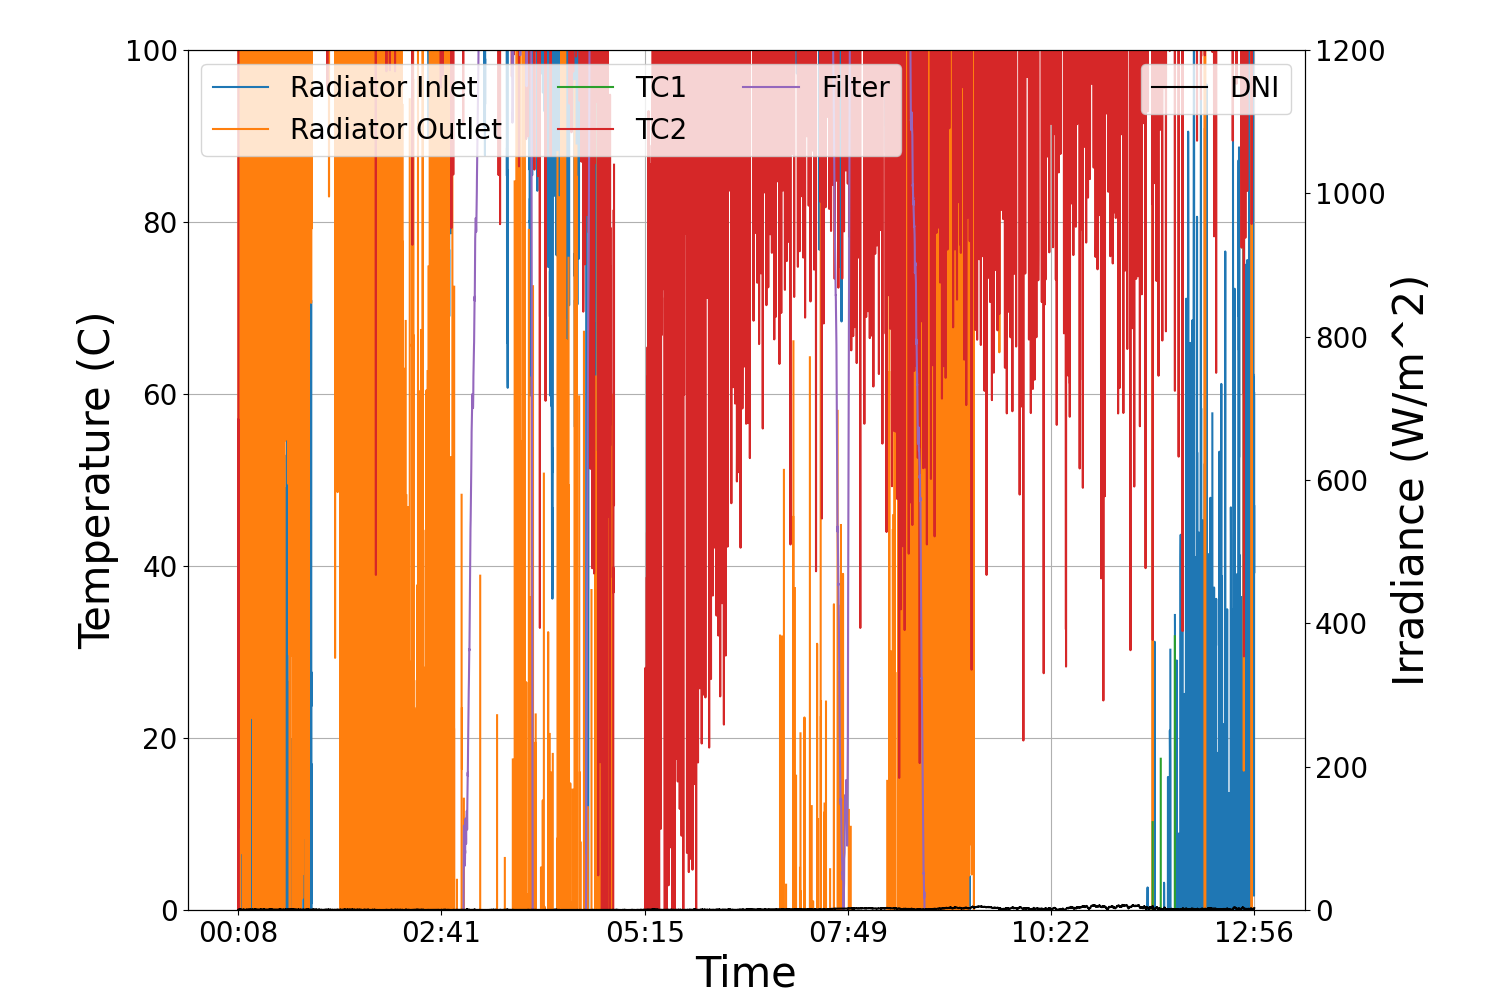 Radiator Inlet
Radiator Outlet
TC1
TC2
Filter
DNI
Temperature (C)
100
80
60
40
20
0
1200
1000
800
600
400
200
0
Irradiance (W/m^2)
00:08 02:41 05:15 07:49 10:22 12:56
Time